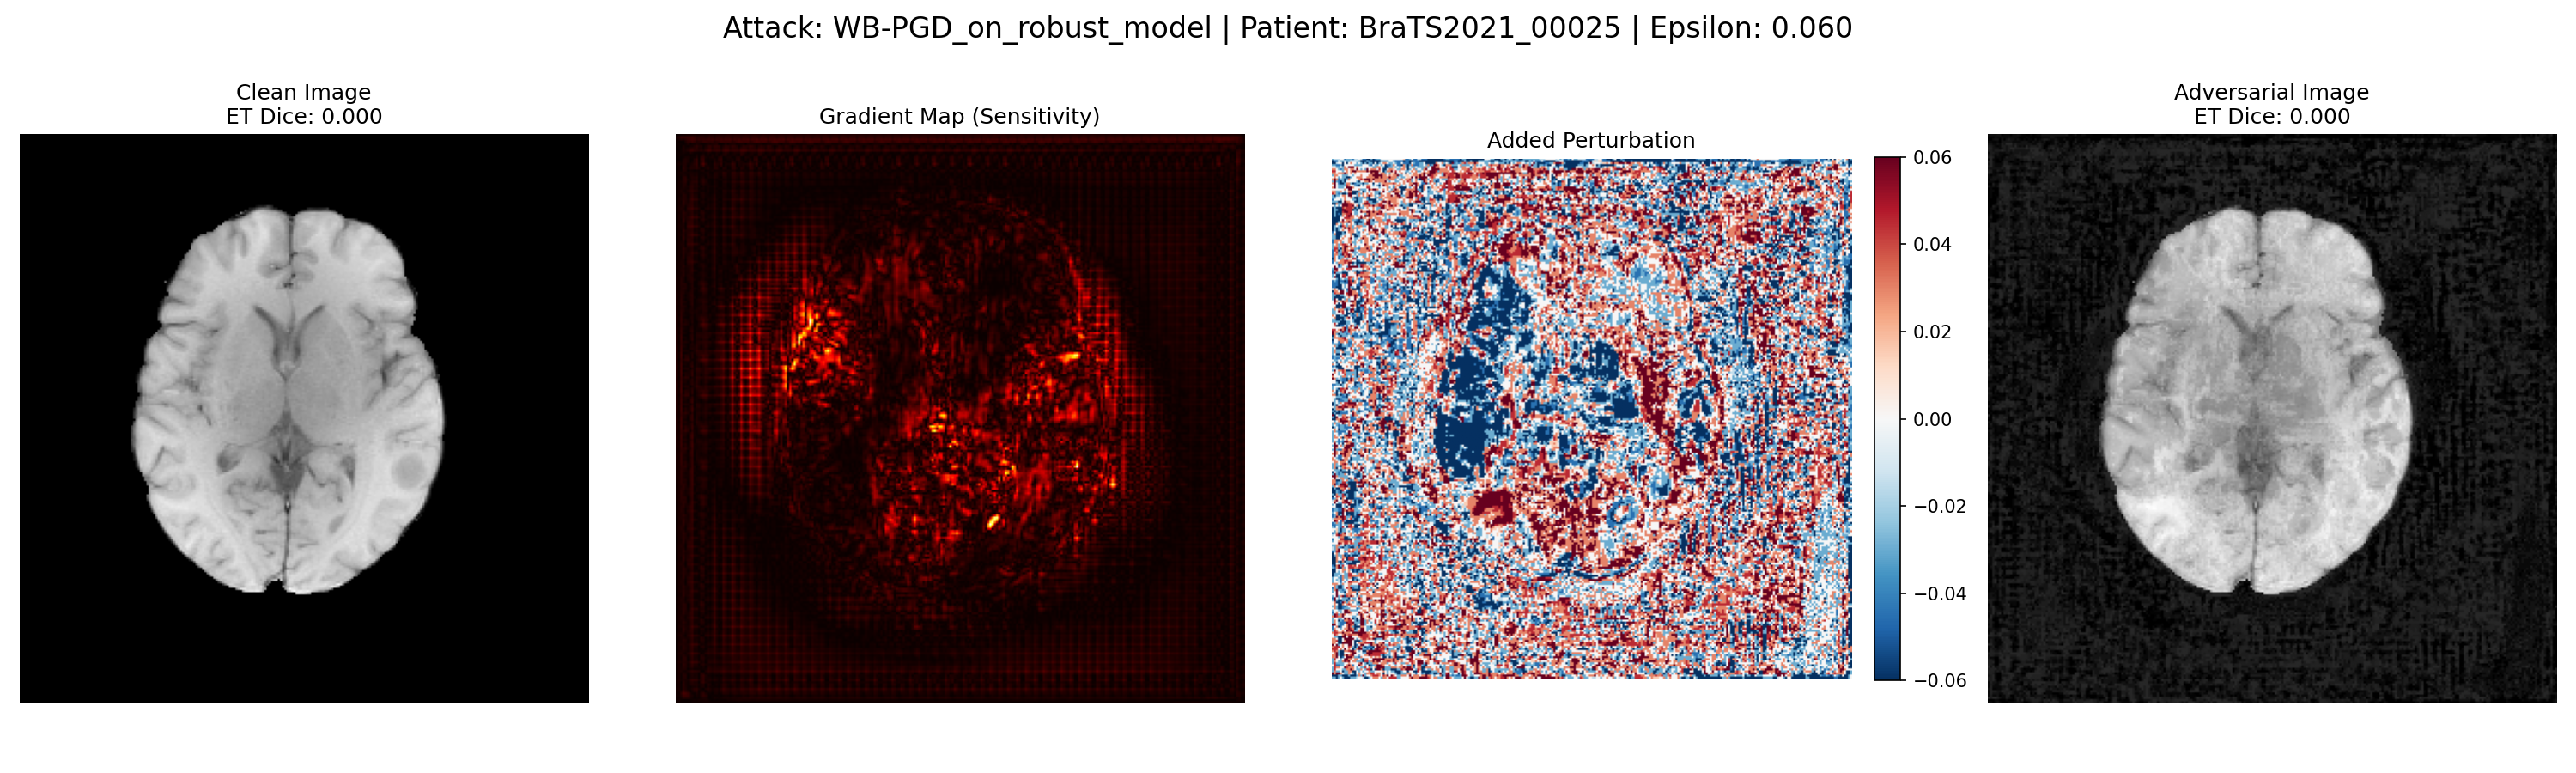 Attack: WB-PGD_on_robust_model | Patient: BraTS2021_00025 | Epsilon: 0.060
Clean Image
ET Dice: 0.000
Gradient Map (Sensitivity)
Added Perturbation
0.06
0.04
0.02
0.00
−0.02
−0.04
−0.06
Adversarial Image
ET Dice: 0.000